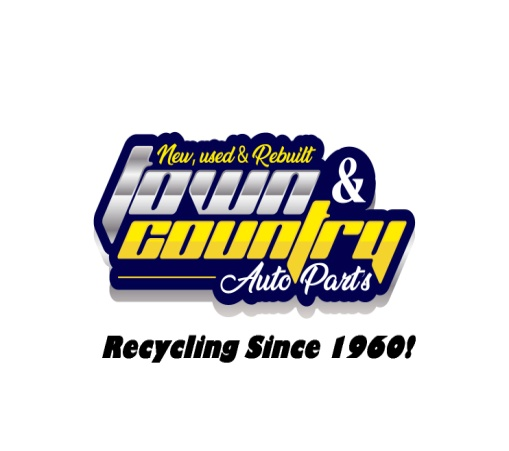 New, used & Rebuilt
town &
country
Auto Part's
Recycling Since 1960!